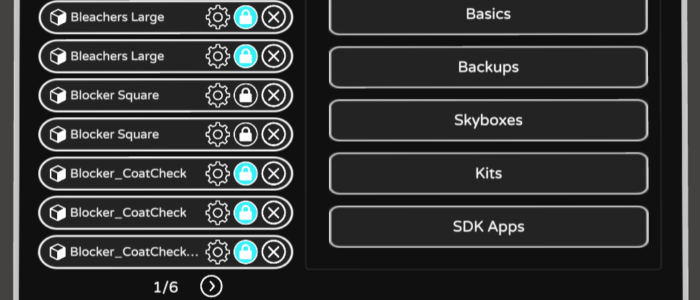 Bleachers Large
Bleachers Large
Blocker Square
Blocker Square
Blocker_CoatCheck
Blocker_CoatCheck
Blocker_CoatCheck...
1/6
Basics
Backups
Skyboxes
Kits
SDK Apps